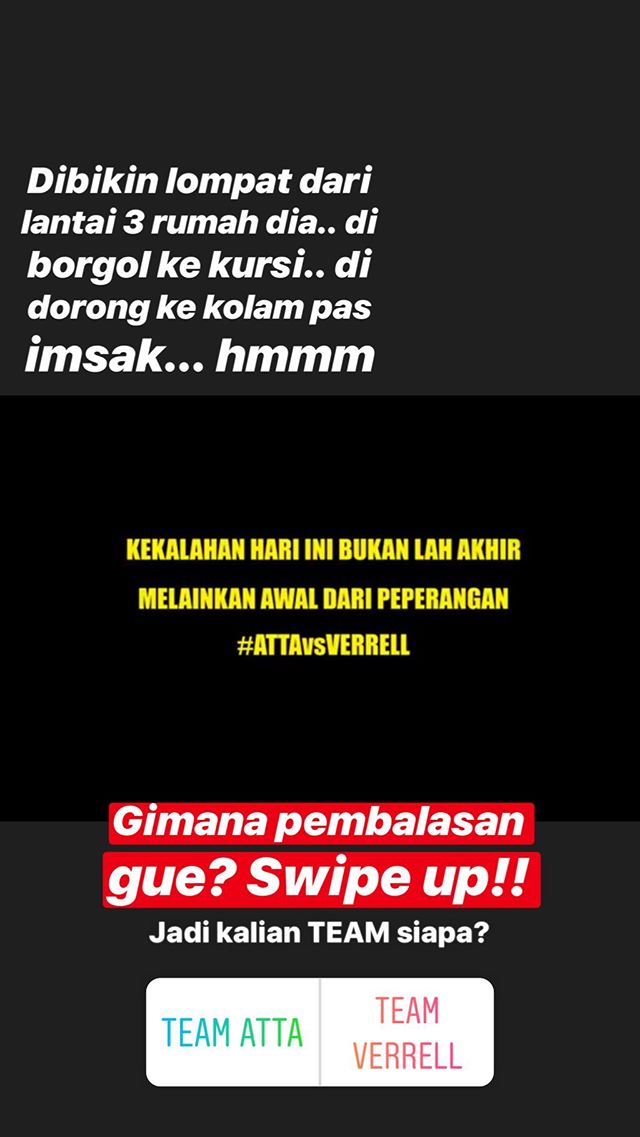 Dibikin lompat dari
lantai 3 rumah dia.. di
borgol ke kursi.. di
dorong ke kolam pas
imsak... hmmm
KEKALAHAN HARI INI BUKAN LAH AKHIR
MELAINKAN AWAL DARI PEPERANGAN
#ATTAvsVERRELL
Gimana pembalasan
gue? Swipe up!!
Jadi kalian TEAM siapa?
TEAM ATTA
TEAM
VERRELL